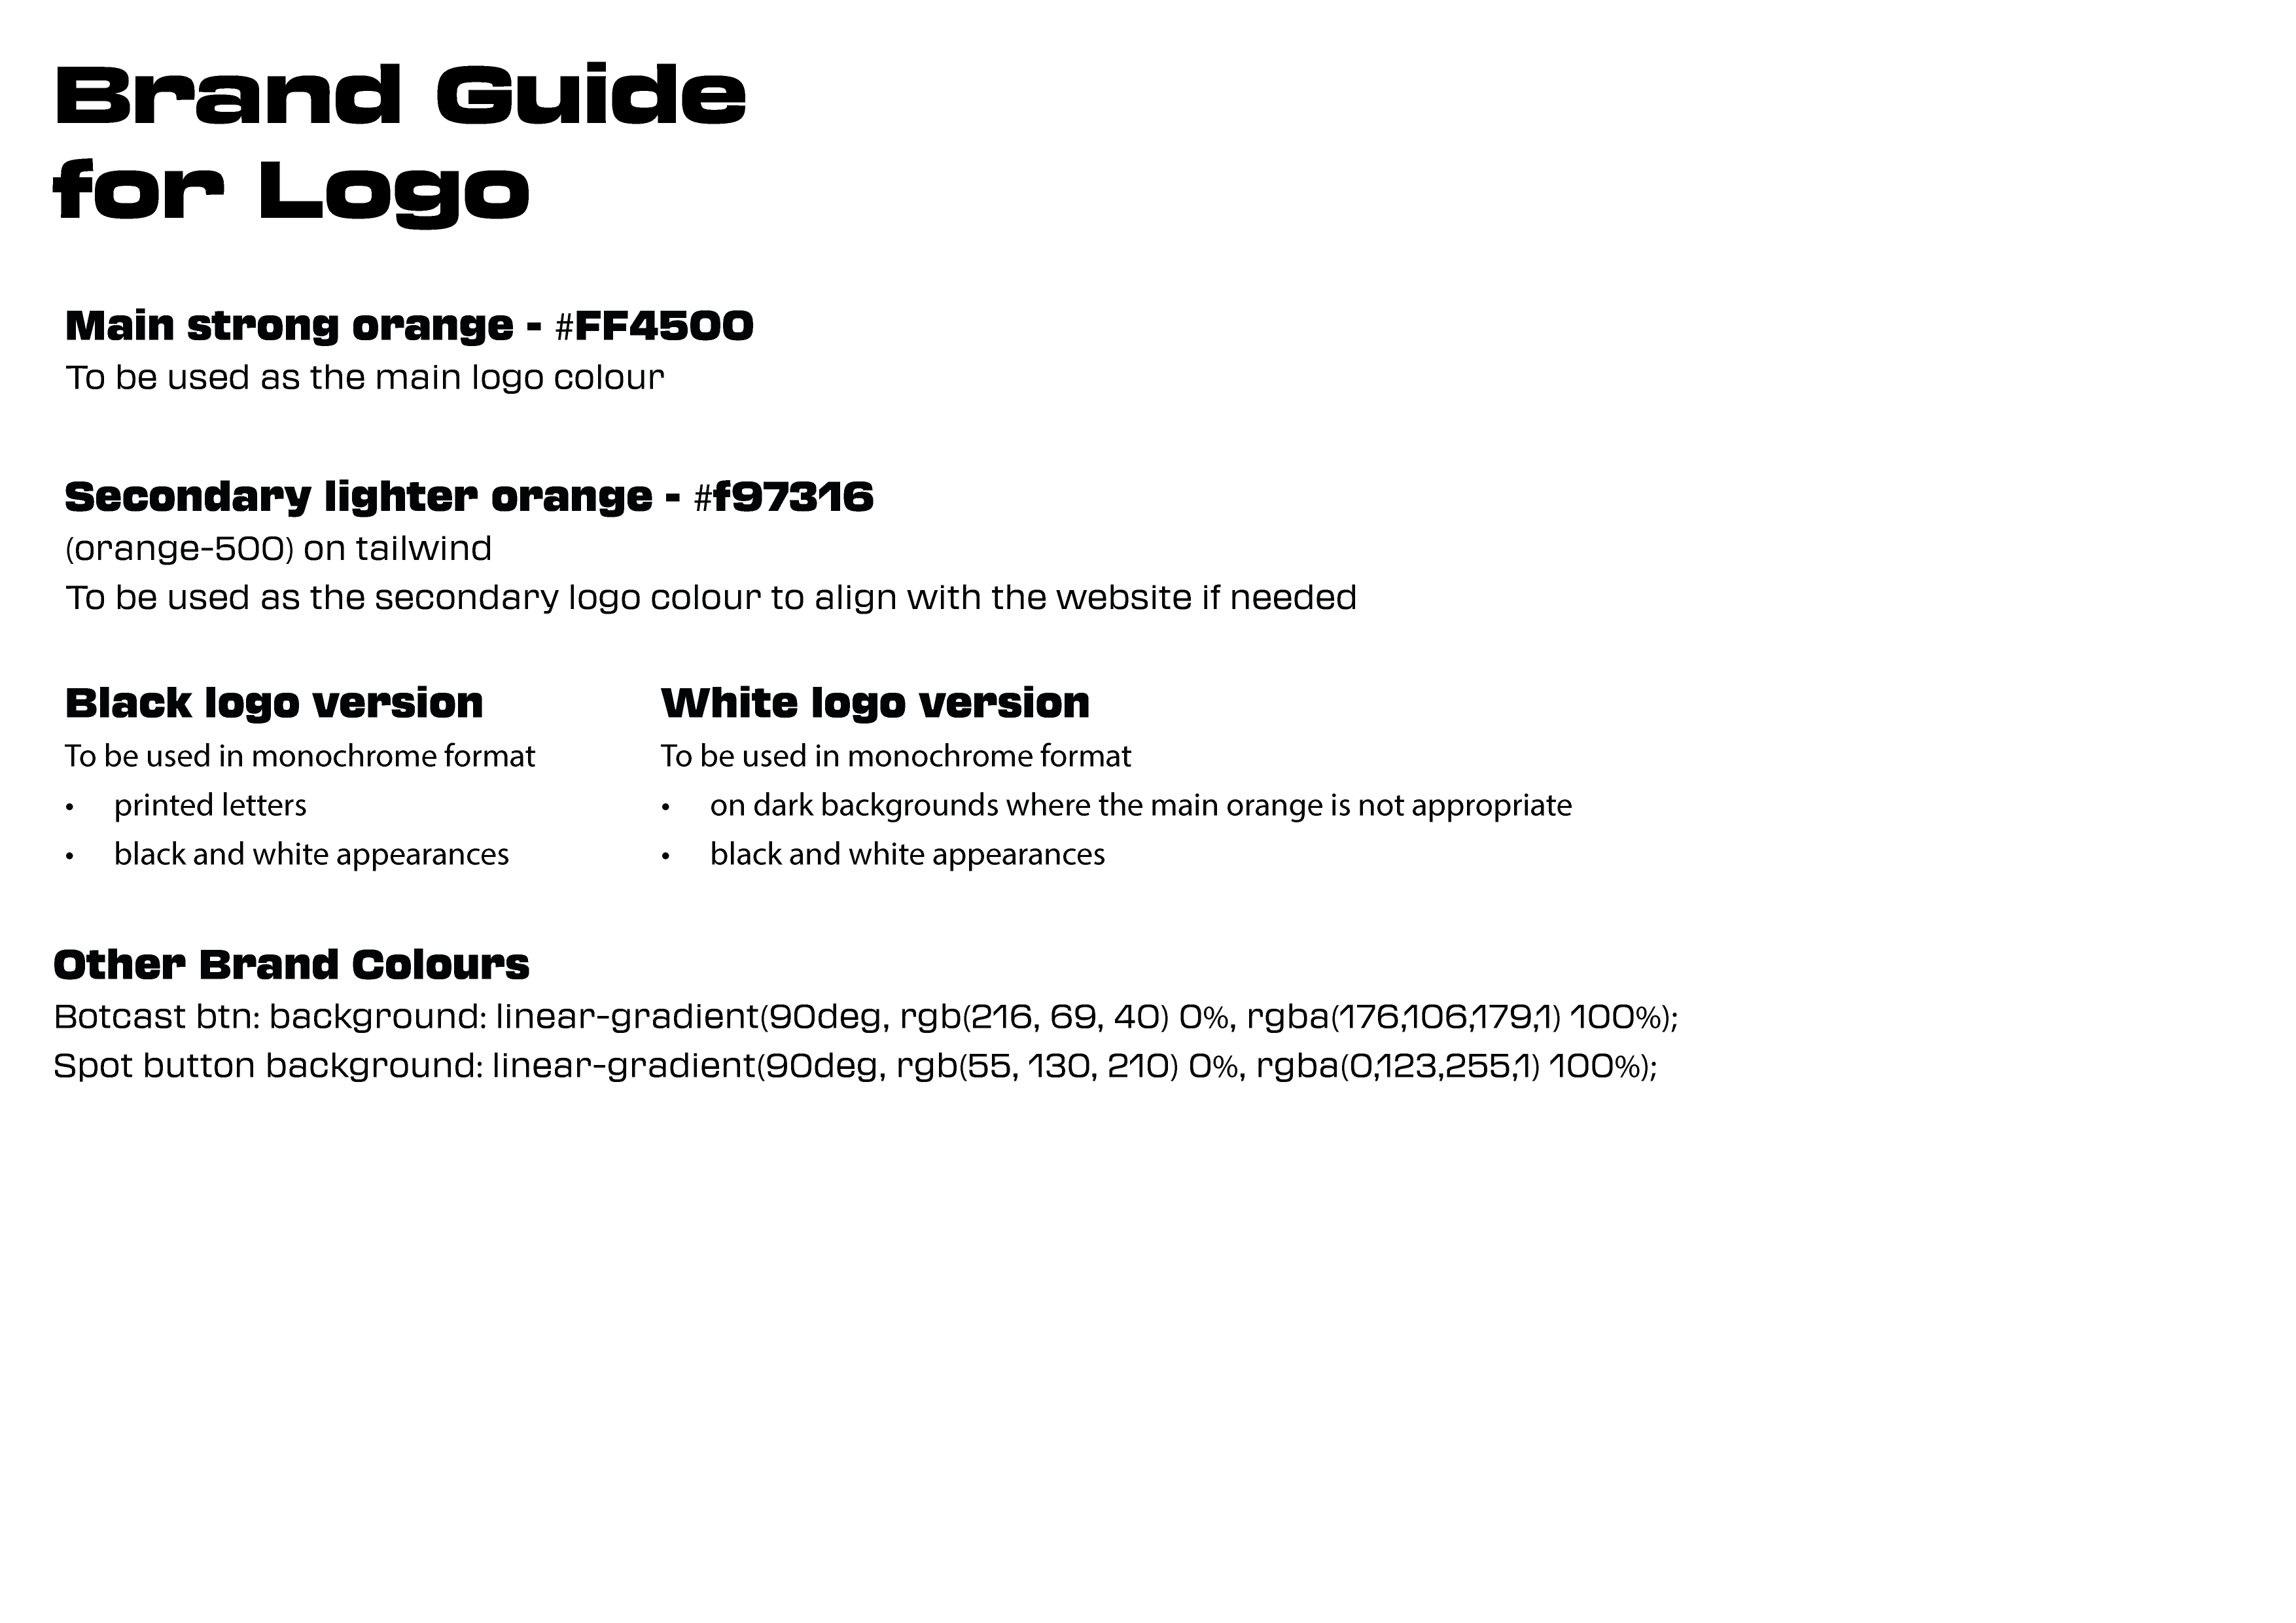 Brand Guide
for Logo
Main strong orange - #FF4500
To be used as the main logo colour
Secondary lighter orange - #f97316
(orange-500) on tailwind
To be used as the secondary logo colour to align with the website if needed
Black logo version
To be used in monochrome format
• printed letters
• black and white appearances
White logo version
To be used in monochrome format
• on dark backgrounds where the main orange is not appropriate
• black and white appearances
Other Brand Colours
Botcast btn: background: linear-gradient(90deg, rgb(216, 69, 40) 0%, rgba(176,106,179,1) 100%);
Spot button background: linear-gradient(90deg, rgb(55, 130, 210) 0%, rgba(0,123,255,1) 100%);